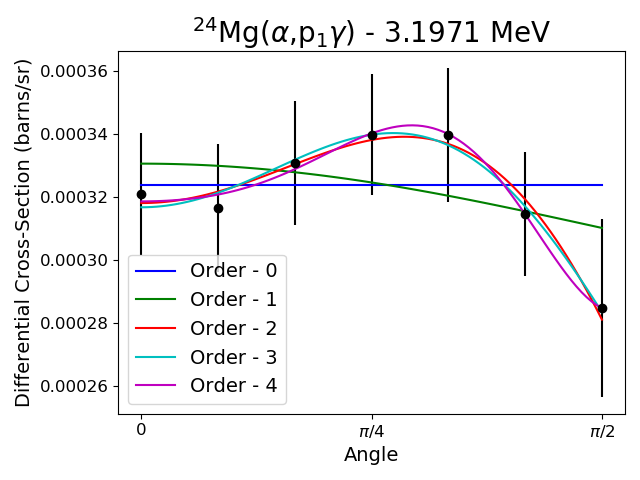 ²⁴Mg(α,p₁γ) - 3.1971 MeV
Differential Cross-Section (barns/sr)
0.00036
0.00034
0.00032
0.00030
0.00028
0.00026
Order - 0
Order - 1
Order - 2
Order - 3
Order - 4
0
π/4
π/2
Angle